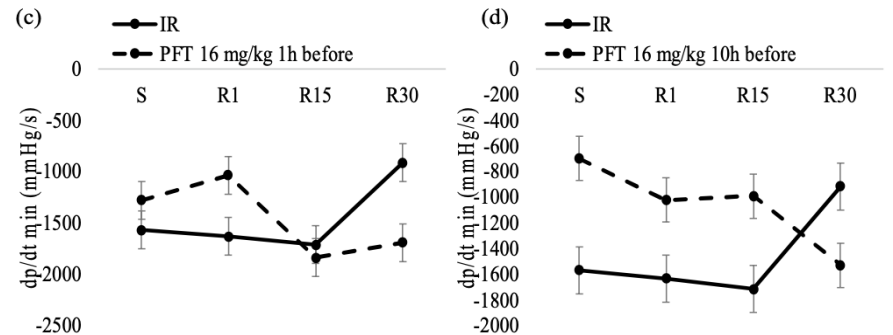 (c)
IR
PFT 16 mg/kg 1h before
0
S R1 R15 R30
-500
-1000
-1500
-2000
-2500
dp/dt min (mmHg/s)
(d)
IR
PFT 16 mg/kg 10h before
0
-200
S R1 R15 R30
-400
-600
-800
-1000
-1200
-1400
-1600
-1800
-2000
dp/dt min (mmHg/s)